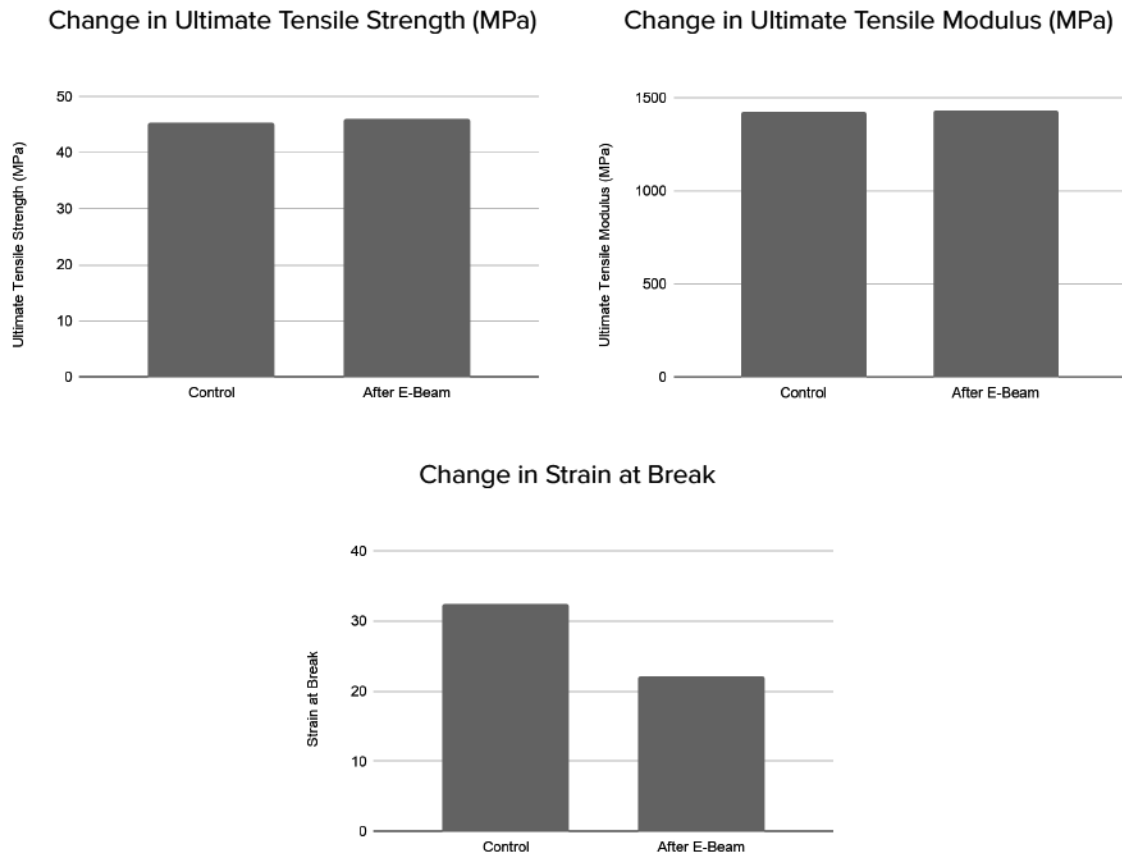 Change in Ultimate Tensile Strength (MPa)
Ultimate Tensile Strength (MPa)
50
40
30
20
10
0
Control
After E-Beam
Change in Ultimate Tensile Modulus (MPa)
Ultimate Tensile Modulus (MPa)
1500
1000
500
0
Control
After E-Beam
Change in Strain at Break
Strain at Break
40
30
20
10
0
Control
After E-Beam